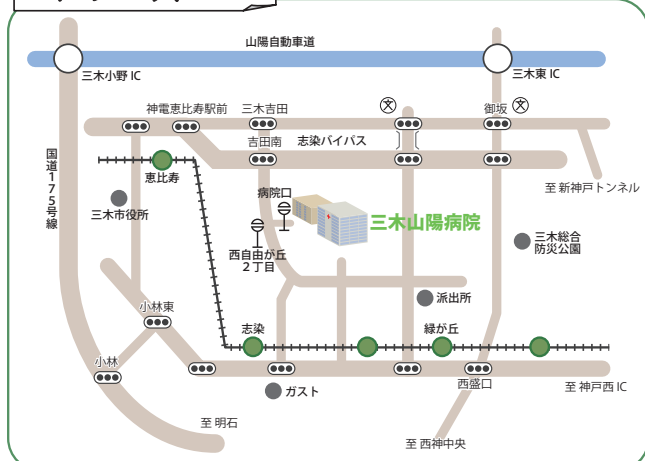 山陽自動車道
三木小野 IC
三木東 IC
神電恵比寿駅前
三木吉田
文
御坂
文
吉田南
志染バイパス
国道175号線
恵比寿
至 新神戸トンネル
三木市役所
病院口
三木山陽病院
西自由が丘
2丁目
三木総合
防災公園
派出所
小林東
志染
緑が丘
小林
西盛口
至 神戸西 IC
ガスト
至 明石
至 西神中央